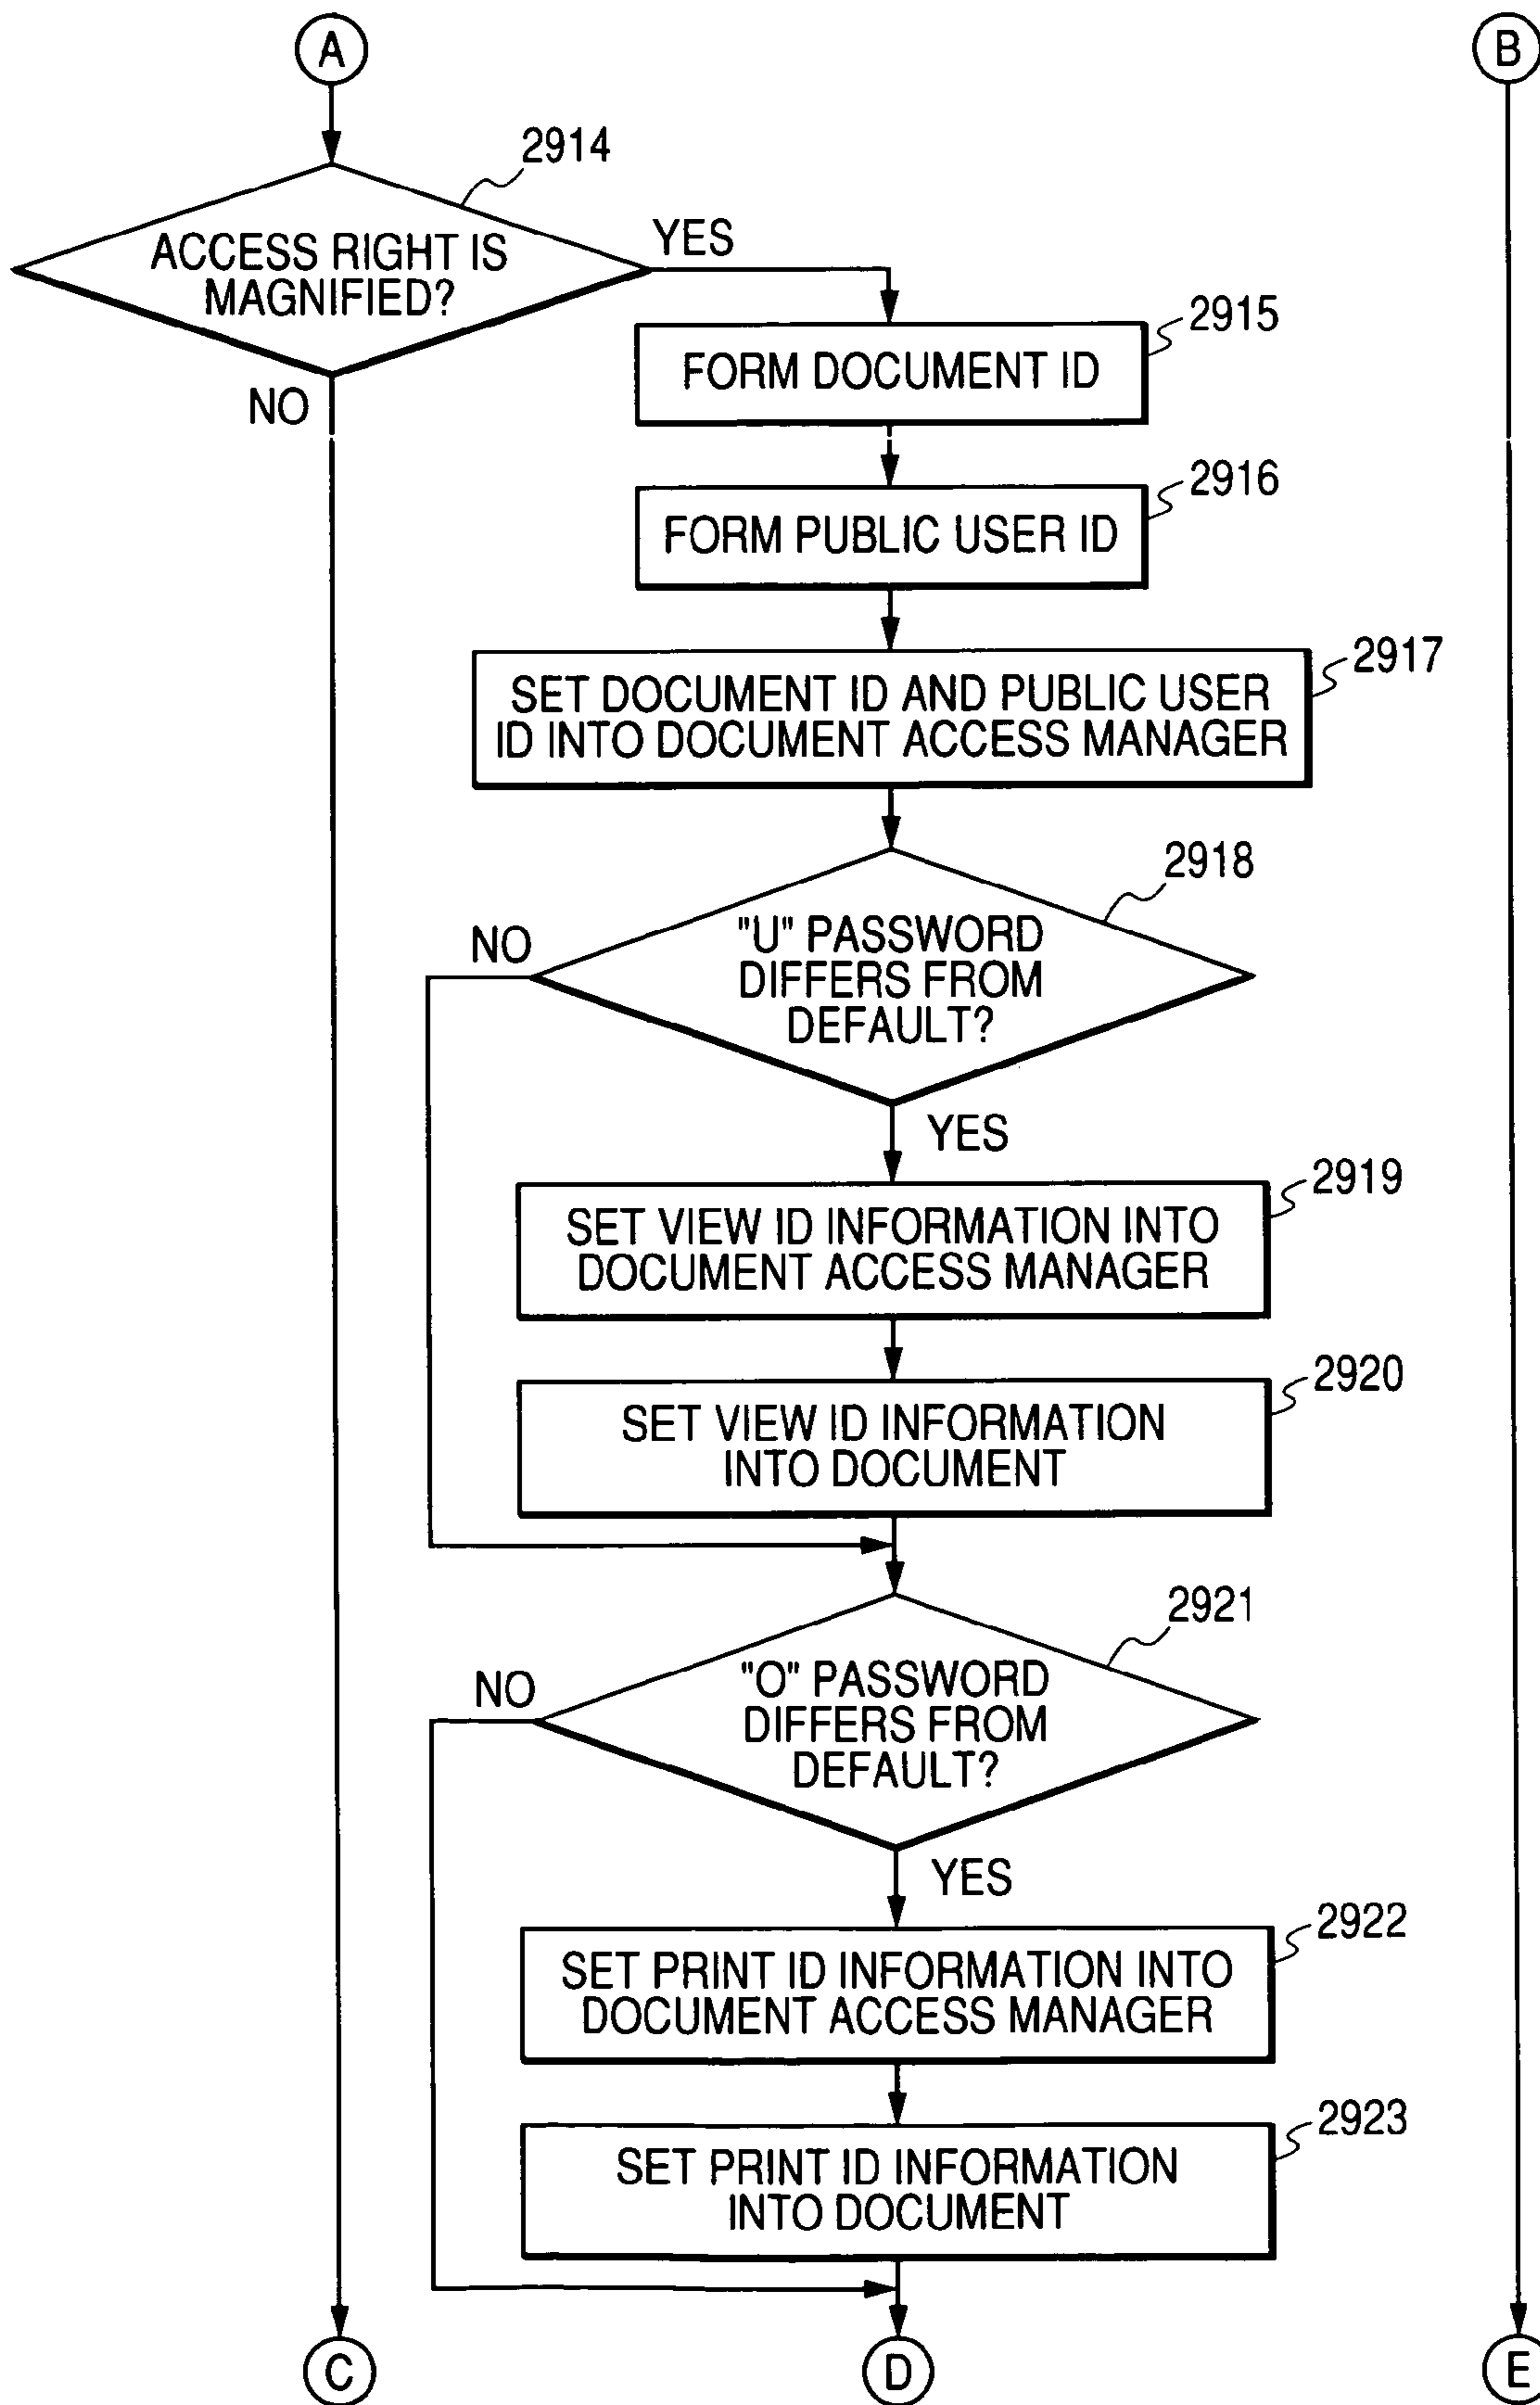 A
B
2914
ACCESS RIGHT IS
MAGNIFIED?
YES
NO
2915
FORM DOCUMENT ID
2916
FORM PUBLIC USER ID
2917
SET DOCUMENT ID AND PUBLIC USER
ID INTO DOCUMENT ACCESS MANAGER
2918
NO
"U" PASSWORD
DIFFERS FROM
DEFAULT?
YES
2919
SET VIEW ID INFORMATION INTO
DOCUMENT ACCESS MANAGER
2920
SET VIEW ID INFORMATION
INTO DOCUMENT
2921
NO
"O" PASSWORD
DIFFERS FROM
DEFAULT?
YES
2922
SET PRINT ID INFORMATION INTO
DOCUMENT ACCESS MANAGER
2923
SET PRINT ID INFORMATION
INTO DOCUMENT
C
D
E